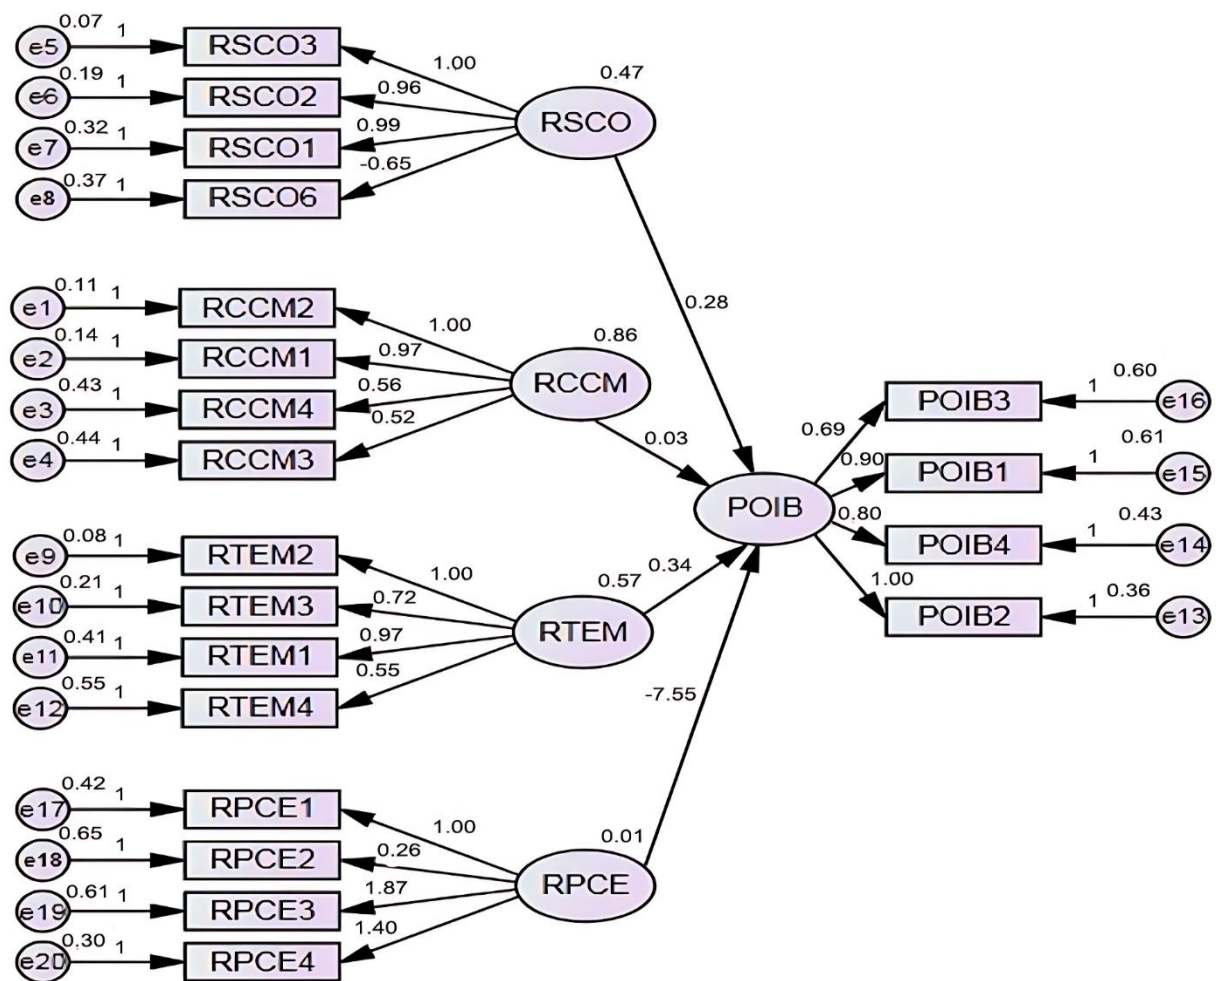 e5 0.07 1 RSCO3 1.00 0.47
e6 0.19 1 RSCO2 0.96 RSCO
e7 0.32 1 RSCO1 0.99
e8 0.37 1 RSCO6 -0.65
0.28
e1 0.11 1 RCCM2 1.00 0.86
e2 0.14 1 RCCM1 0.97 RCCM
e3 0.43 1 RCCM4 0.56
e4 0.44 1 RCCM3 0.52
0.03
POIB
0.69 POIB3 1 0.60 e16
0.90 POIB1 1 0.61 e15
0.80 POIB4 1 0.43 e14
1.00 POIB2 1 0.36 e13
e9 0.08 1 RTEM2 1.00 0.57 0.34
e10 0.21 1 RTEM3 0.72 RTEM
e11 0.41 1 RTEM1 0.97
e12 0.55 1 RTEM4 0.55
-7.55
e17 0.42 1 RPCE1 1.00 0.01
e18 0.65 1 RPCE2 0.26 RPCE
e19 0.61 1 RPCE3 1.87
e20 0.30 1 RPCE4 1.40